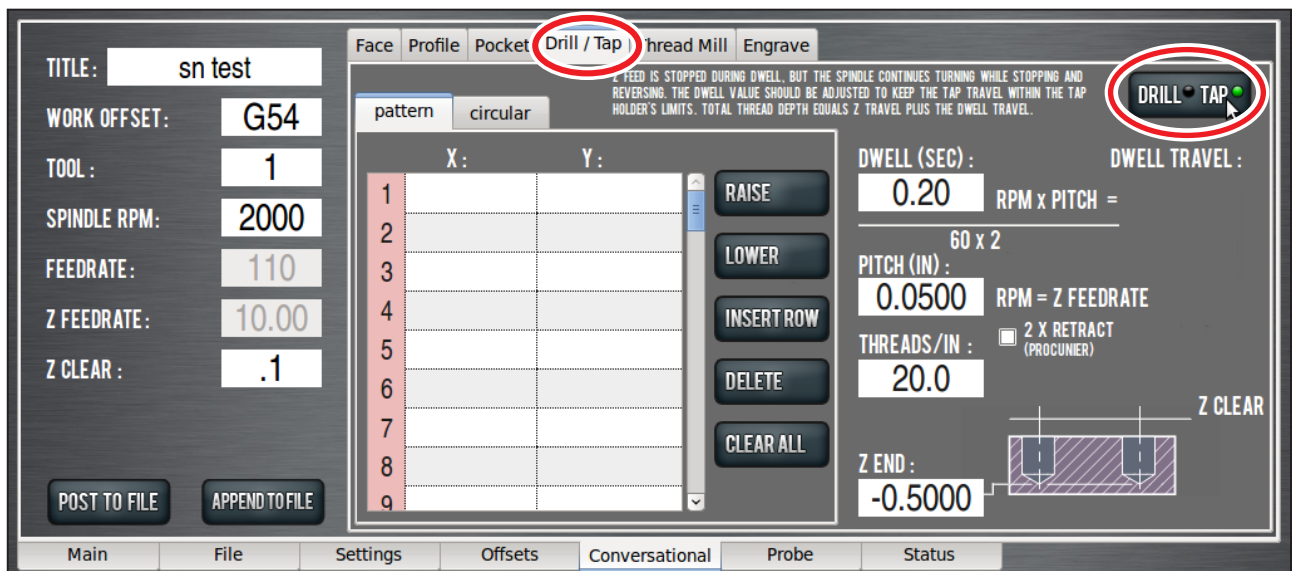 Face Profile Pocket Drill / Tap Thread Mill Engrave
TITLE: sn test
WORK OFFSET: G54
TOOL : 1
SPINDLE RPM: 2000
FEEDRATE: 110
Z FEEDRATE: 10.00
Z CLEAR : .1
POST TO FILE APPEND TO FILE
Z FEED IS STOPPED DURING DWELL, BUT THE SPINDLE CONTINUES TURNING WHILE STOPPING AND
REVERSING. THE DWELL VALUE SHOULD BE ADJUSTED TO KEEP THE TAP TRAVEL WITHIN THE TAP
HOLDER'S LIMITS. TOTAL THREAD DEPTH EQUALS Z TRAVEL PLUS THE DWELL TRAVEL.
DRILL TAP
pattern circular
X : Y :
1
2
3
4
5
6
7
8
9
RAISE
LOWER
INSERT ROW
DELETE
CLEAR ALL
DWELL (SEC) : DWELL TRAVEL :
0.20 RPM x PITCH =
60 x 2
PITCH (IN) :
0.0500 RPM = Z FEEDRATE
2 X RETRACT
(PROCUNIER)
THREADS/IN :
20.0
Z CLEAR
Z END :
-0.5000
Main File Settings Offsets Conversational Probe Status